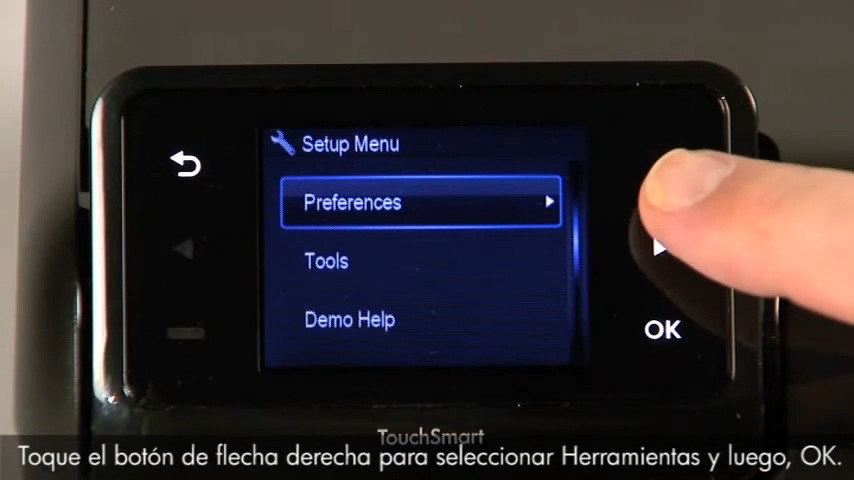 Setup Menu
Preferences
Tools
Demo Help
OK
TouchSmart
Toque el botón de flecha derecha para seleccionar Herramientas y luego, OK.